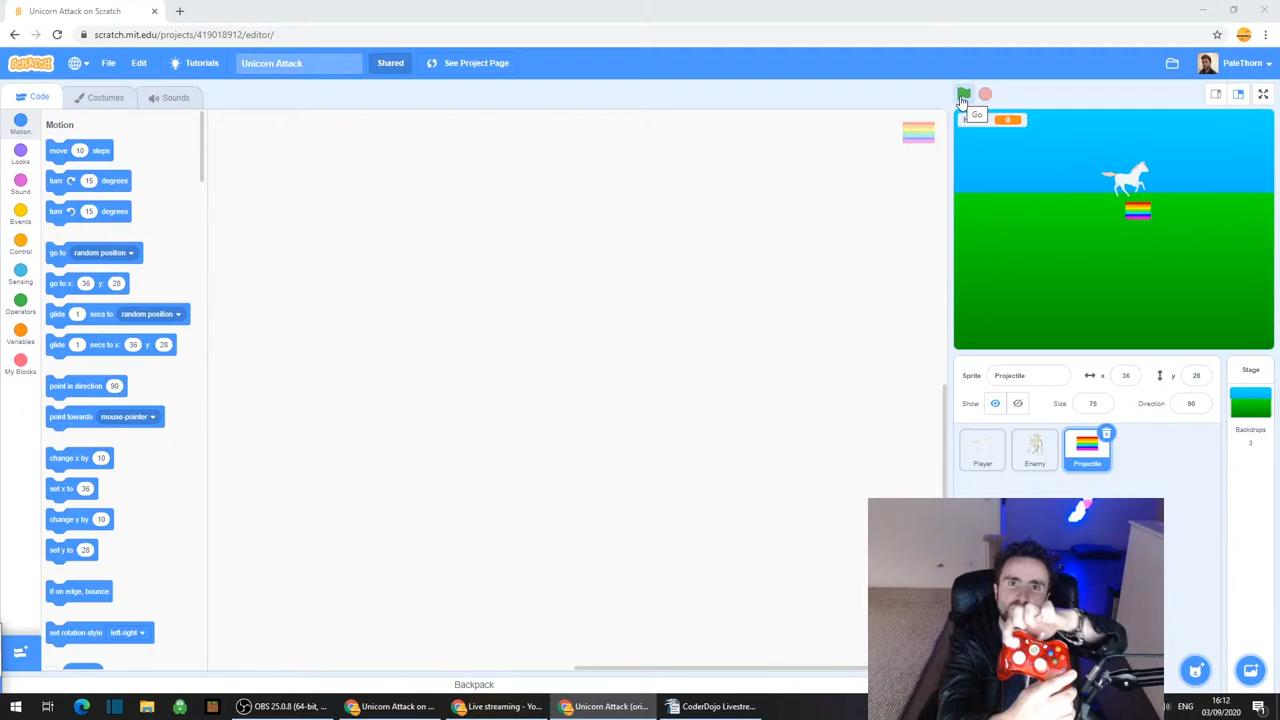 Unicorn Attack on Scratch
scratch.mit.edu/projects/419018912/editor/
SCRATCH
File
Edit
Tutorials
Unicorn Attack
Shared
See Project Page
PaleThorn
Code
Costumes
Sounds
Go
0
Motion
Looks
Sound
Events
Control
Sensing
Operators
Variables
My Blocks
Motion
move 10 steps
turn 15 degrees
turn 15 degrees
go to random position
go to x: 36 y: 28
glide 1 secs to random position
glide 1 secs to x: 36 y: 28
point in direction 90
point towards mouse-pointer
change x by 10
set x to 36
change y by 10
set y to 28
if on edge, bounce
set rotation style left-right
Sprite Projectile x 36 y 28
Show Size 75 Direction 90
Player
Enemy
Projectile
Stage
Backdrops
3
Backpack
OBS 25.0.8 (64-bit, ...
Unicorn Attack on ...
Live streaming - Yo...
Unicorn Attack (ori...
CoderDojo Livestre...
ENG
16:12
03/09/2020